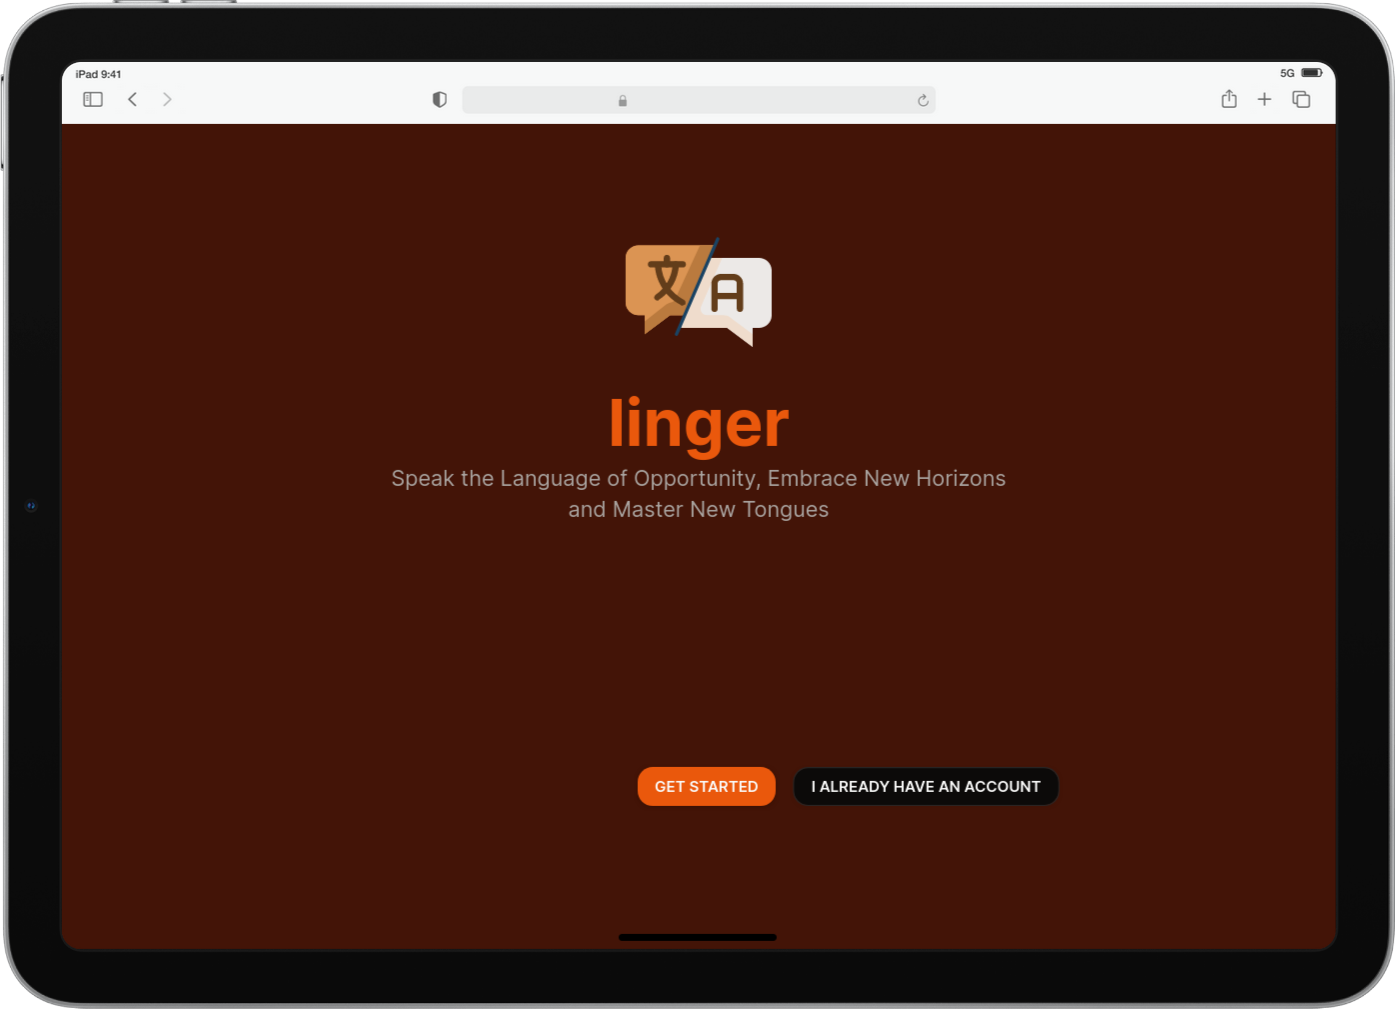 iPad 9:41
5G
文 A
linger
Speak the Language of Opportunity, Embrace New Horizons
and Master New Tongues
GET STARTED
I ALREADY HAVE AN ACCOUNT